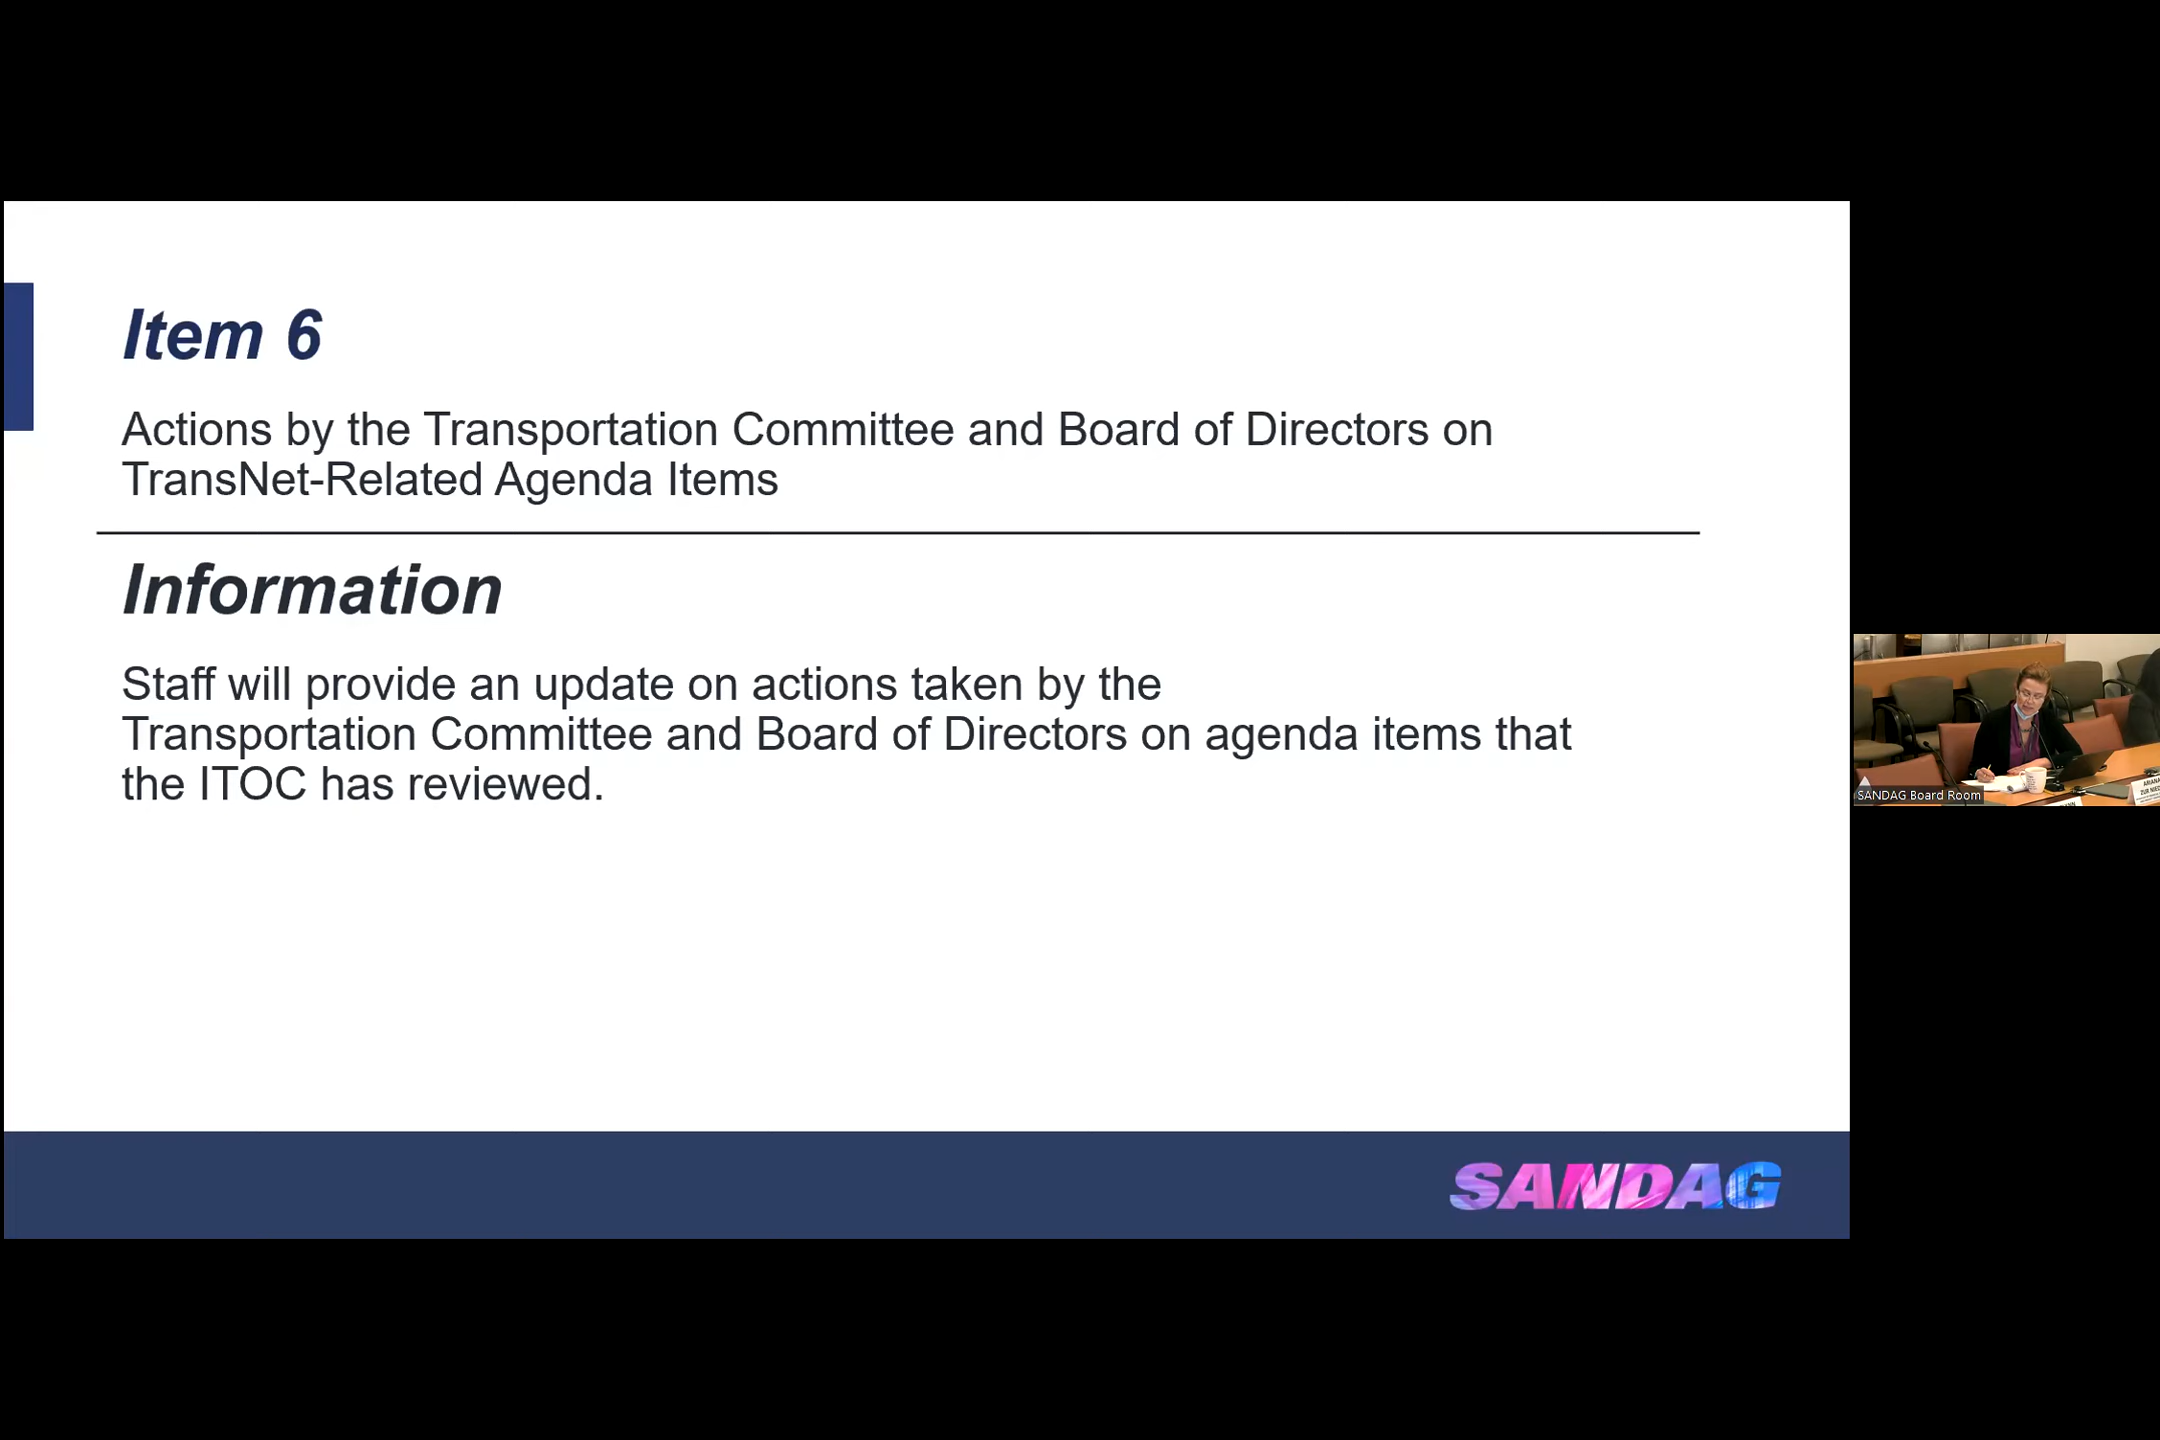 Item 6
Actions by the Transportation Committee and Board of Directors on
TransNet-Related Agenda Items
Information
Staff will provide an update on actions taken by the
Transportation Committee and Board of Directors on agenda items that
the ITOC has reviewed.
SANDAG Board Room
SANDAG